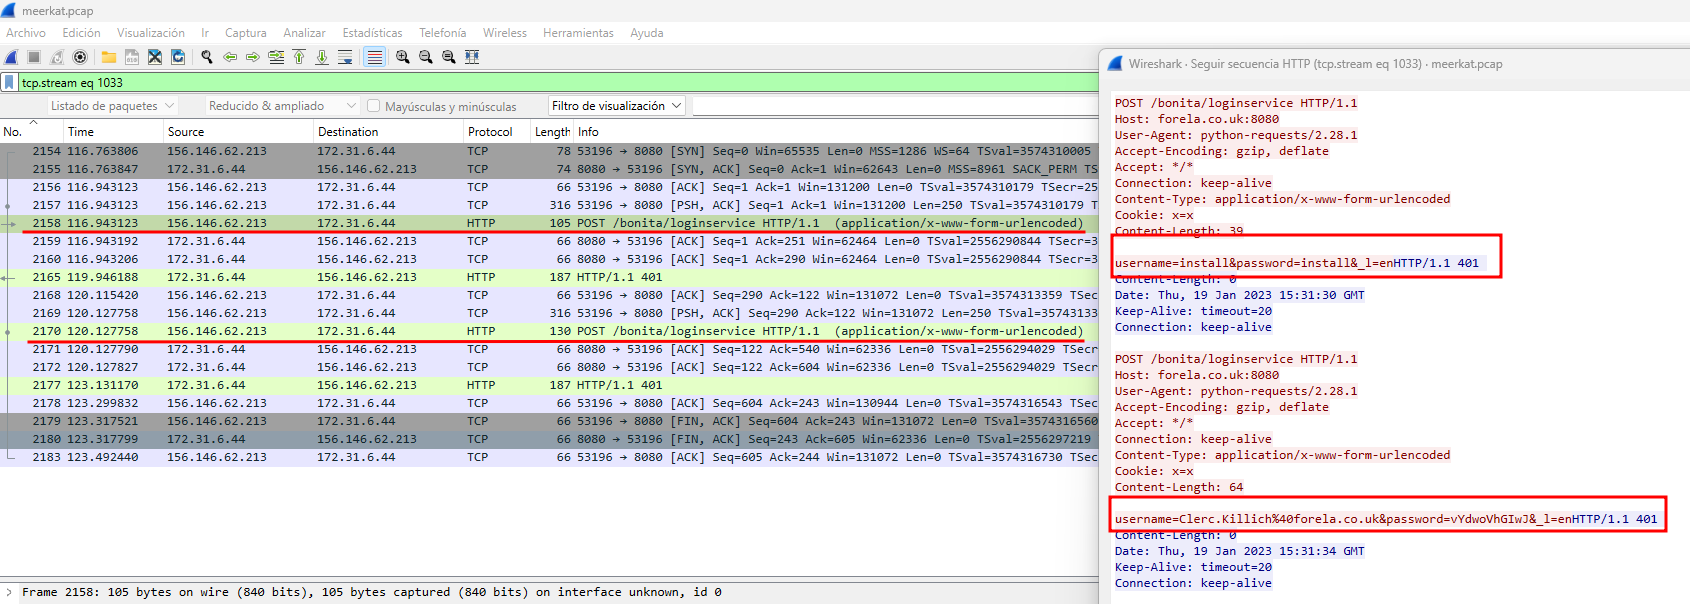 meerkat.pcap
Archivo Edición Visualización Ir Captura Analizar Estadísticas Telefonía Wireless Herramientas Ayuda
tcp.stream eq 1033
Listado de paquetes Reducido & ampliado Mayúsculas y minúsculas Filtro de visualización
No. Time Source Destination Protocol Length Info
2154 116.763806 156.146.62.213 172.31.6.44 TCP 78 53196 → 8080 [SYN] Seq=0 Win=65535 Len=0 MSS=1286 WS=64 TSval=3574310005
2155 116.763847 172.31.6.44 156.146.62.213 TCP 74 8080 → 53196 [SYN, ACK] Seq=0 Ack=1 Win=62643 Len=0 MSS=8961 SACK_PERM TS
2156 116.943123 156.146.62.213 172.31.6.44 TCP 66 53196 → 8080 [ACK] Seq=1 Ack=1 Win=131200 Len=0 TSval=3574310179 TSecr=25
2157 116.943123 156.146.62.213 172.31.6.44 TCP 316 53196 → 8080 [PSH, ACK] Seq=1 Ack=1 Win=131200 Len=250 TSval=3574310179 T
2158 116.943123 156.146.62.213 172.31.6.44 HTTP 105 POST /bonita/loginservice HTTP/1.1 (application/x-www-form-urlencoded)
2159 116.943192 172.31.6.44 156.146.62.213 TCP 66 8080 → 53196 [ACK] Seq=1 Ack=251 Win=62464 Len=0 TSval=2556290844 TSecr=3
2160 116.943206 172.31.6.44 156.146.62.213 TCP 66 8080 → 53196 [ACK] Seq=1 Ack=290 Win=62464 Len=0 TSval=2556290844 TSecr=3
2165 119.946188 172.31.6.44 156.146.62.213 HTTP 187 HTTP/1.1 401
2168 120.115420 156.146.62.213 172.31.6.44 TCP 66 53196 → 8080 [ACK] Seq=290 Ack=122 Win=131072 Len=0 TSval=3574313359 TSec
2169 120.127758 156.146.62.213 172.31.6.44 TCP 316 53196 → 8080 [PSH, ACK] Seq=290 Ack=122 Win=131072 Len=250 TSval=35743133
2170 120.127758 156.146.62.213 172.31.6.44 HTTP 130 POST /bonita/loginservice HTTP/1.1 (application/x-www-form-urlencoded)
2171 120.127790 172.31.6.44 156.146.62.213 TCP 66 8080 → 53196 [ACK] Seq=122 Ack=540 Win=62336 Len=0 TSval=2556294029 TSecr
2172 120.127827 172.31.6.44 156.146.62.213 TCP 66 8080 → 53196 [ACK] Seq=122 Ack=604 Win=62336 Len=0 TSval=2556294029 TSecr
2177 123.131170 172.31.6.44 156.146.62.213 HTTP 187 HTTP/1.1 401
2178 123.299832 156.146.62.213 172.31.6.44 TCP 66 53196 → 8080 [ACK] Seq=604 Ack=243 Win=130944 Len=0 TSval=3574316543 TSec
2179 123.317521 156.146.62.213 172.31.6.44 TCP 66 53196 → 8080 [FIN, ACK] Seq=604 Ack=243 Win=131072 Len=0 TSval=3574316560
2180 123.317799 172.31.6.44 156.146.62.213 TCP 66 8080 → 53196 [FIN, ACK] Seq=243 Ack=605 Win=62336 Len=0 TSval=2556297219
2183 123.492440 156.146.62.213 172.31.6.44 TCP 66 53196 → 8080 [ACK] Seq=605 Ack=244 Win=131072 Len=0 TSval=3574316730 TSec
Frame 2158: 105 bytes on wire (840 bits), 105 bytes captured (840 bits) on interface unknown, id 0
Wireshark · Seguir secuencia HTTP (tcp.stream eq 1033) · meerkat.pcap
POST /bonita/loginservice HTTP/1.1
Host: forela.co.uk:8080
User-Agent: python-requests/2.28.1
Accept-Encoding: gzip, deflate
Accept: */*
Connection: keep-alive
Content-Type: application/x-www-form-urlencoded
Cookie: x=x
Content-Length: 39
username=install&password=install&_l=enHTTP/1.1 401
Content-Length: 0
Date: Thu, 19 Jan 2023 15:31:30 GMT
Keep-Alive: timeout=20
Connection: keep-alive
POST /bonita/loginservice HTTP/1.1
Host: forela.co.uk:8080
User-Agent: python-requests/2.28.1
Accept-Encoding: gzip, deflate
Accept: */*
Connection: keep-alive
Content-Type: application/x-www-form-urlencoded
Cookie: x=x
Content-Length: 64
username=Clerc.Killich%40forela.co.uk&password=vYdwoVhGIwJ&_l=enHTTP/1.1 401
Content-Length: 0
Date: Thu, 19 Jan 2023 15:31:34 GMT
Keep-Alive: timeout=20
Connection: keep-alive